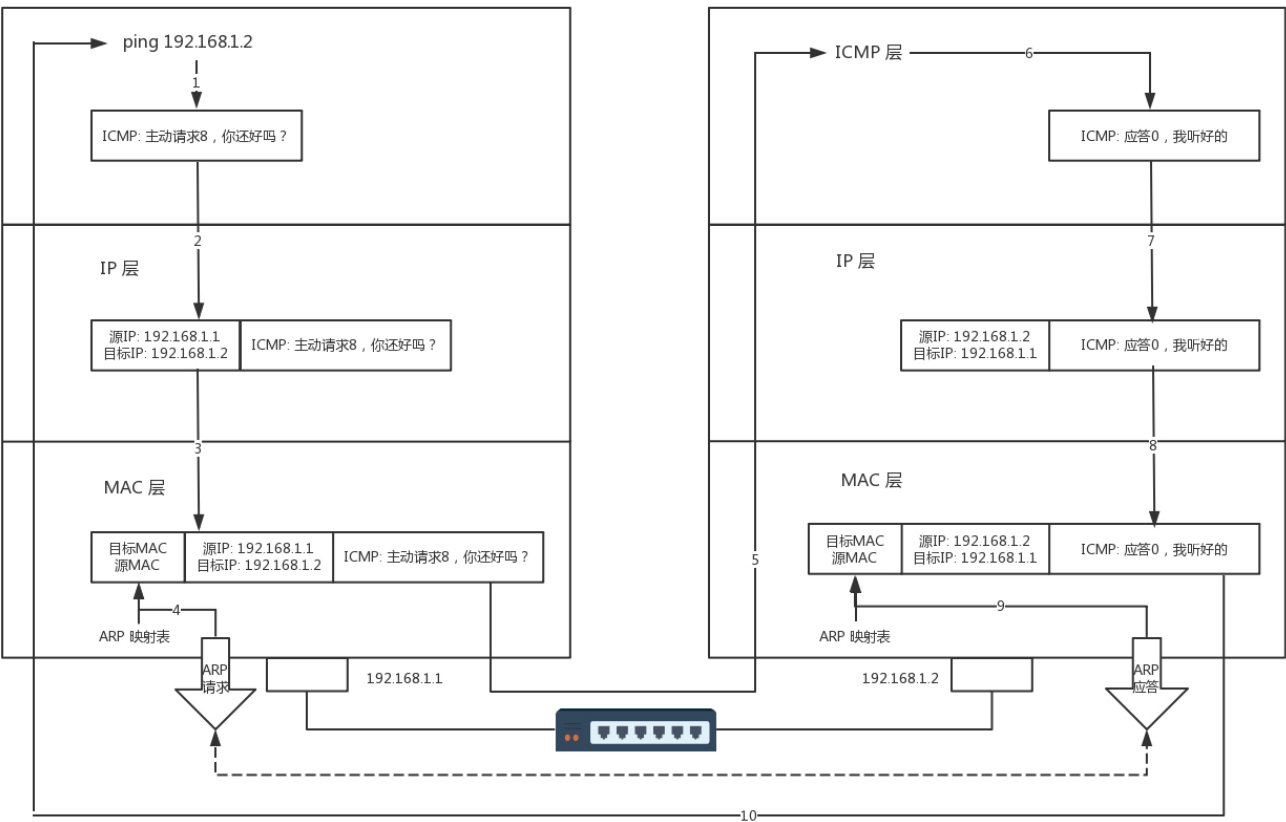 ping 192.168.1.2
1
ICMP: 主动请求8，你还好吗？
2
IP 层
源IP: 192.168.1.1
目标IP: 192.168.1.2
ICMP: 主动请求8，你还好吗？
3
MAC 层
目标MAC
源MAC
源IP: 192.168.1.1
目标IP: 192.168.1.2
ICMP: 主动请求8，你还好吗？
4
ARP 映射表
ARP
请求
192.168.1.1
5
ICMP 层
6
ICMP: 应答0，我听好的
7
IP 层
源IP: 192.168.1.2
目标IP: 192.168.1.1
ICMP: 应答0，我听好的
8
MAC 层
目标MAC
源MAC
源IP: 192.168.1.2
目标IP: 192.168.1.1
ICMP: 应答0，我听好的
9
ARP 映射表
ARP
应答
192.168.1.2
10